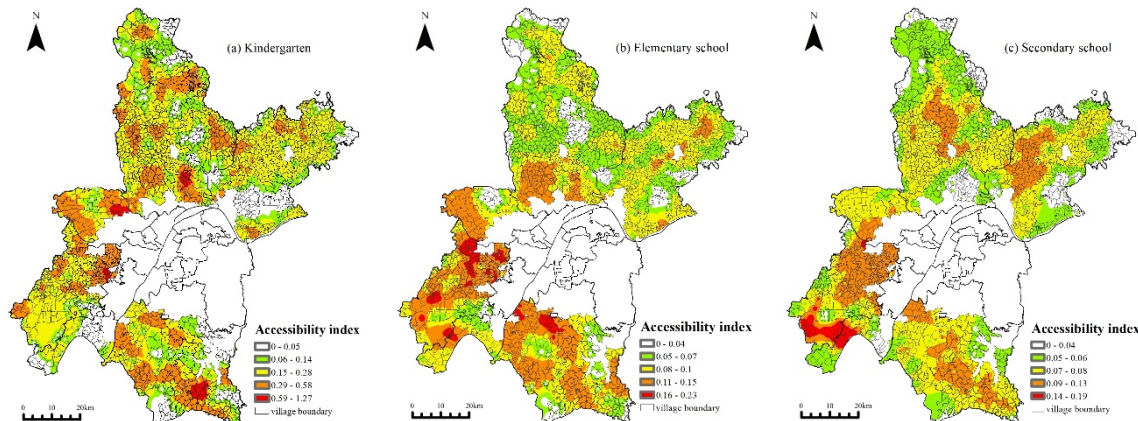 N
(a) Kindergarten
Accessibility index
0 - 0.05
0.06 - 0.14
0.15 - 0.28
0.29 - 0.58
0.59 - 1.27
village boundary
0 20km
N
(b) Elementary school
Accessibility index
0 - 0.04
0.05 - 0.07
0.08 - 0.1
0.11 - 0.15
0.16 - 0.23
village boundary
0 20km
N
(c) Secondary school
Accessibility index
0 - 0.04
0.05 - 0.06
0.07 - 0.08
0.09 - 0.13
0.14 - 0.19
village boundary
0 20km